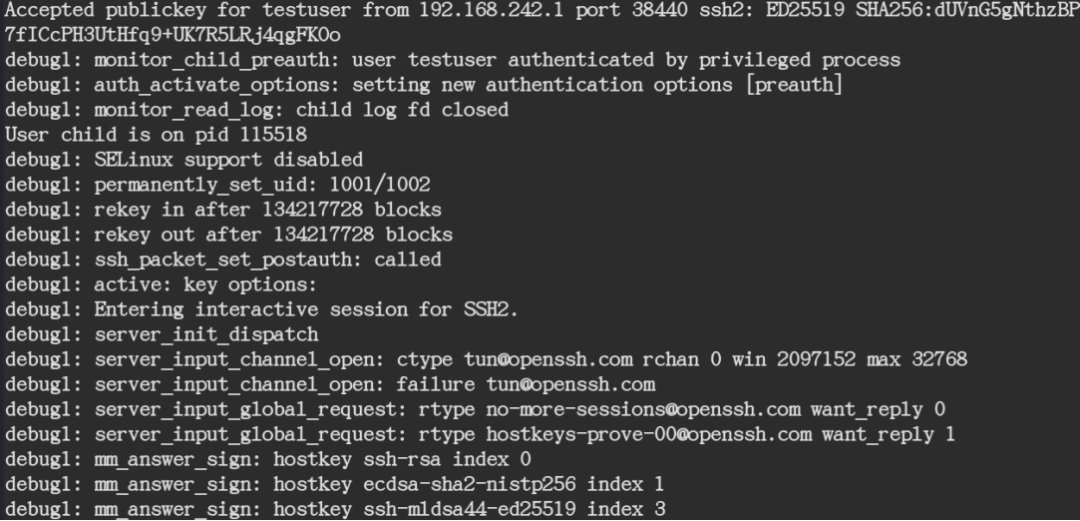 Accepted publickey for testuser from 192.168.242.1 port 38440 ssh2: ED25519 SHA256:dUVnG5gNthzBP
7fICcPH3UtHfq9+UK7R5LRj4qgFKOo
debug1: monitor_child_preauth: user testuser authenticated by privileged process
debug1: auth_activate_options: setting new authentication options [preauth]
debug1: monitor_read_log: child log fd closed
User child is on pid 115518
debug1: SELinux support disabled
debug1: permanently_set_uid: 1001/1002
debug1: rekey in after 134217728 blocks
debug1: rekey out after 134217728 blocks
debug1: ssh_packet_set_postauth: called
debug1: active: key options:
debug1: Entering interactive session for SSH2.
debug1: server_init_dispatch
debug1: server_input_channel_open: ctype tun@openssh.com rchan 0 win 2097152 max 32768
debug1: server_input_channel_open: failure tun@openssh.com
debug1: server_input_global_request: rtype no-more-sessions@openssh.com want_reply 0
debug1: server_input_global_request: rtype hostkeys-prove-00@openssh.com want_reply 1
debug1: mm_answer_sign: hostkey ssh-rsa index 0
debug1: mm_answer_sign: hostkey ecdsa-sha2-nistp256 index 1
debug1: mm_answer_sign: hostkey ssh-mldsa44-ed25519 index 3